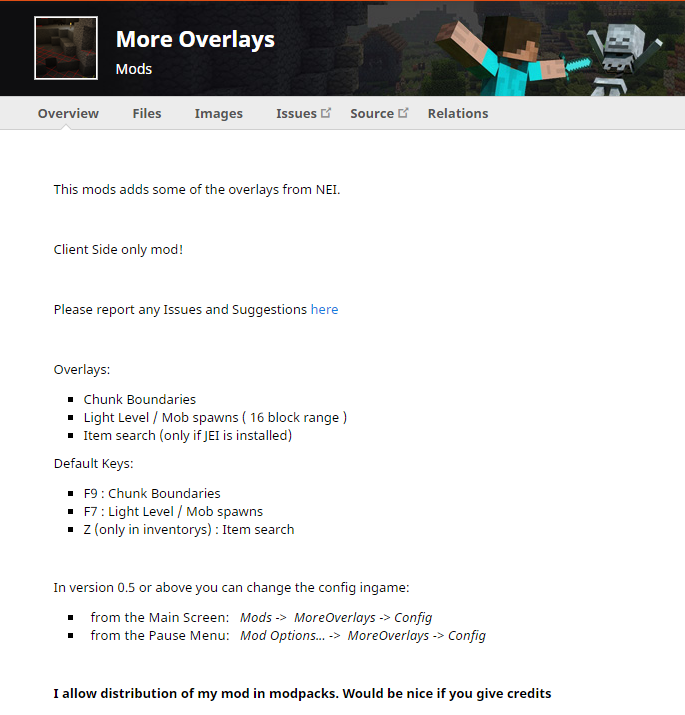 More Overlays
Mods
Overview Files Images Issues Source Relations
This mods adds some of the overlays from NEI.
Client Side only mod!
Please report any Issues and Suggestions here
Overlays:
Chunk Boundaries
Light Level / Mob spawns ( 16 block range )
Item search (only if JEI is installed)
Default Keys:
F9 : Chunk Boundaries
F7 : Light Level / Mob spawns
Z (only in inventorys) : Item search
In version 0.5 or above you can change the config ingame:
from the Main Screen: Mods -> MoreOverlays -> Config
from the Pause Menu: Mod Options... -> MoreOverlays -> Config
I allow distribution of my mod in modpacks. Would be nice if you give credits